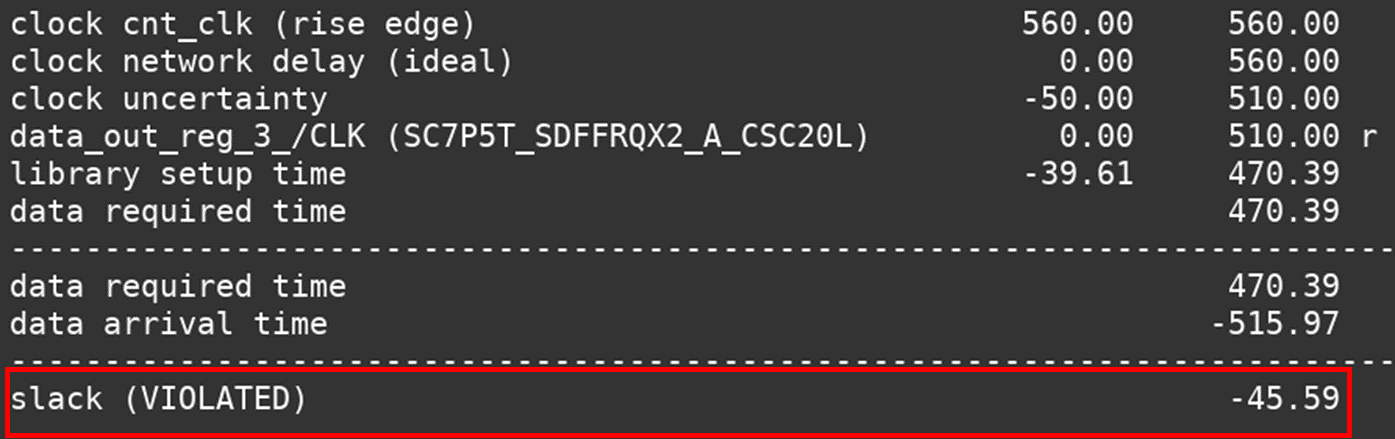 clock cnt_clk (rise edge) 560.00 560.00
clock network delay (ideal) 0.00 560.00
clock uncertainty -50.00 510.00
data_out_reg_3_/CLK (SC7P5T_SDFFRQX2_A_CSC20L) 0.00 510.00 r
library setup time -39.61 470.39
data required time 470.39
--------------------------------------------------------------------------
data required time 470.39
data arrival time -515.97
--------------------------------------------------------------------------
slack (VIOLATED) -45.59